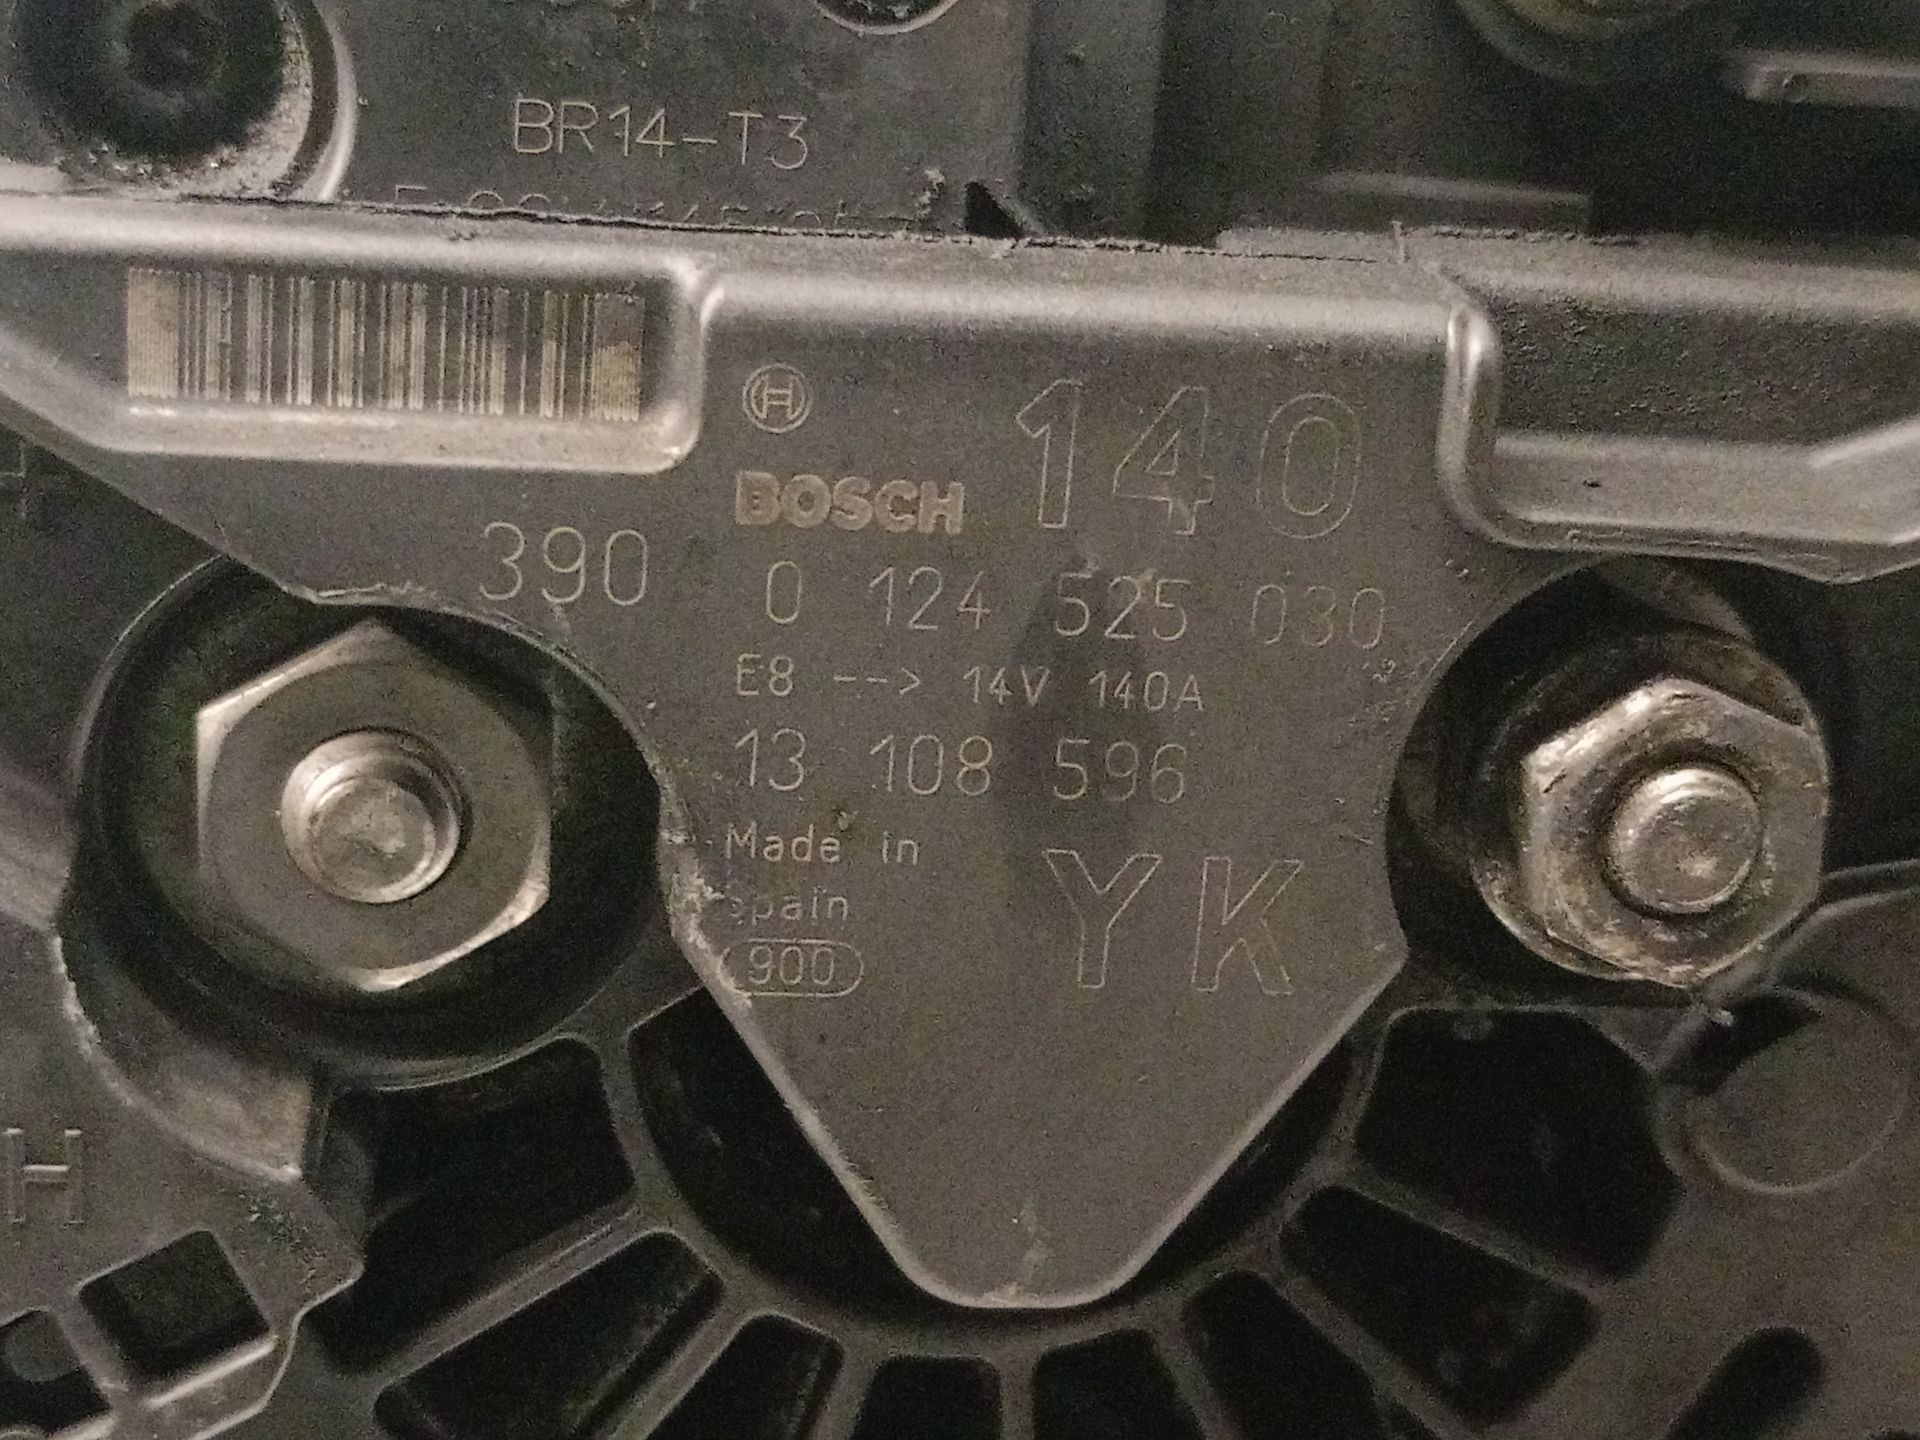 BR14-T3
140
BOSCH
390
0 124 525 030
E8 --> 14V 140A
13 108 596
Made in
Spain
YK
900
H